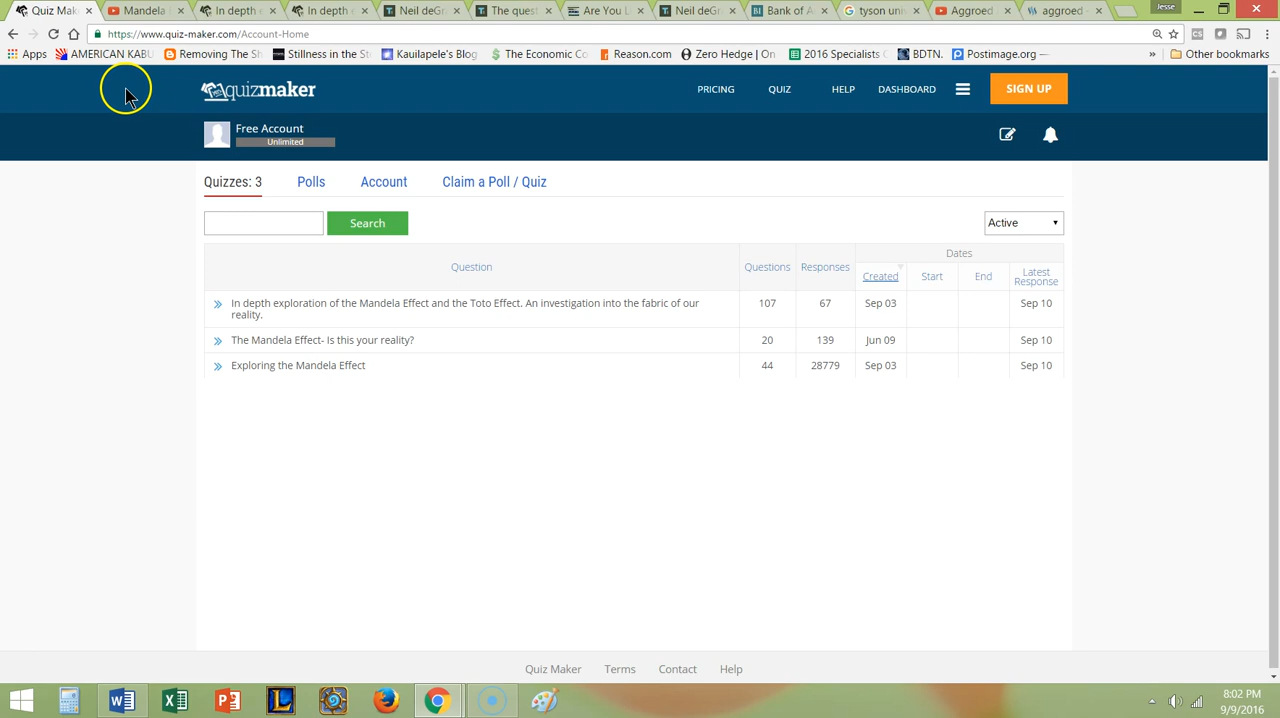 Quiz Mak
Mandela
In depth e
In depth e
Neil deGra
The quest
Are You L
Neil deGra
Bank of A
tyson univ
Aggroed
aggroed
Jesse
https://www.quiz-maker.com/Account-Home
Apps
AMERICAN KABU
Removing The Sh
Stillness in the Sto
Kauilapele's Blog
The Economic Co
Reason.com
Zero Hedge | On a
2016 Specialists
BDTN.
Postimage.org —
»
Other bookmarks
quizmaker
PRICING
QUIZ
HELP
DASHBOARD
SIGN UP
Free Account
Unlimited
Quizzes: 3
Polls
Account
Claim a Poll / Quiz
Search
Active
Question
Questions
Responses
Dates
Created
Start
End
Latest
Response
In depth exploration of the Mandela Effect and the Toto Effect. An investigation into the fabric of our
reality.
107
67
Sep 03
Sep 10
The Mandela Effect- Is this your reality?
20
139
Jun 09
Sep 10
Exploring the Mandela Effect
44
28779
Sep 03
Sep 10
Quiz Maker
Terms
Contact
Help
8:02 PM
9/9/2016